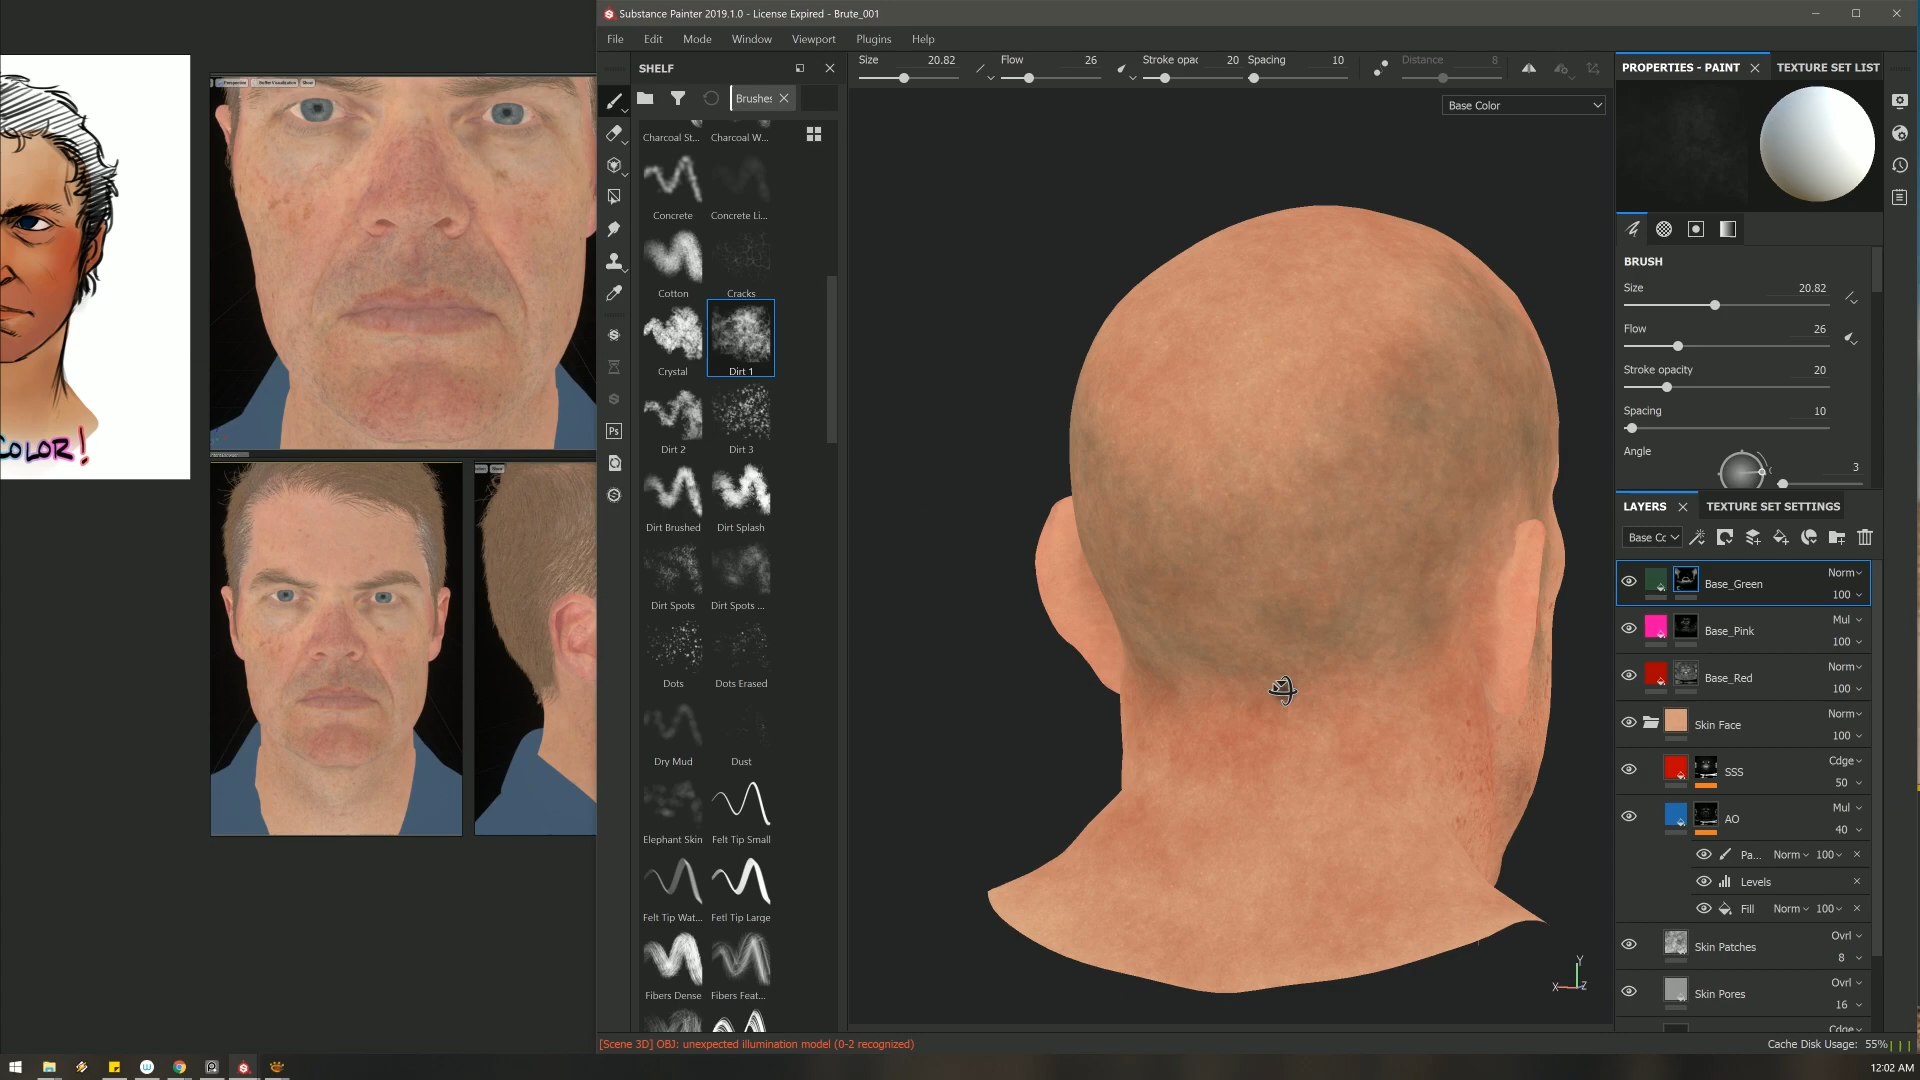 Substance Painter 2019.1.0 - License Expired - Brute_001
File Edit Mode Window Viewport Plugins Help
SHELF
Brushes
Size 20.82
Flow 26
Stroke opac 20
Spacing 10
Distance 8
Base Color
Charcoal St... Charcoal W...
Concrete Concrete Li...
Cotton Cracks
Crystal Dirt 1
Dirt 2 Dirt 3
Dirt Brushed Dirt Splash
Dirt Spots Dirt Spots ...
Dots Dots Erased
Dry Mud Dust
Elephant Skin Felt Tip Small
Felt Tip Wat... Fetl Tip Large
Fibers Dense Fibers Feat...
COLOR!
Perspective
Y
X Z
PROPERTIES - PAINT TEXTURE SET LIST
BRUSH
Size 20.82
Flow 26
Stroke opacity 20
Spacing 10
Angle 3
LAYERS TEXTURE SET SETTINGS
Base Cc
Base_Green Norm 100
Base_Pink Mul 100
Base_Red Norm 100
Skin Face Norm 100
SSS Cdge 50
AO Mul 40
Pa... Norm 100
Levels
Fill Norm 100
Skin Patches Ovrl 8
Skin Pores Ovrl 16
Cdge
Ps
[Scene 3D] OBJ: unexpected illumination model (0-2 recognized)
Cache Disk Usage: 55%
12:02 AM